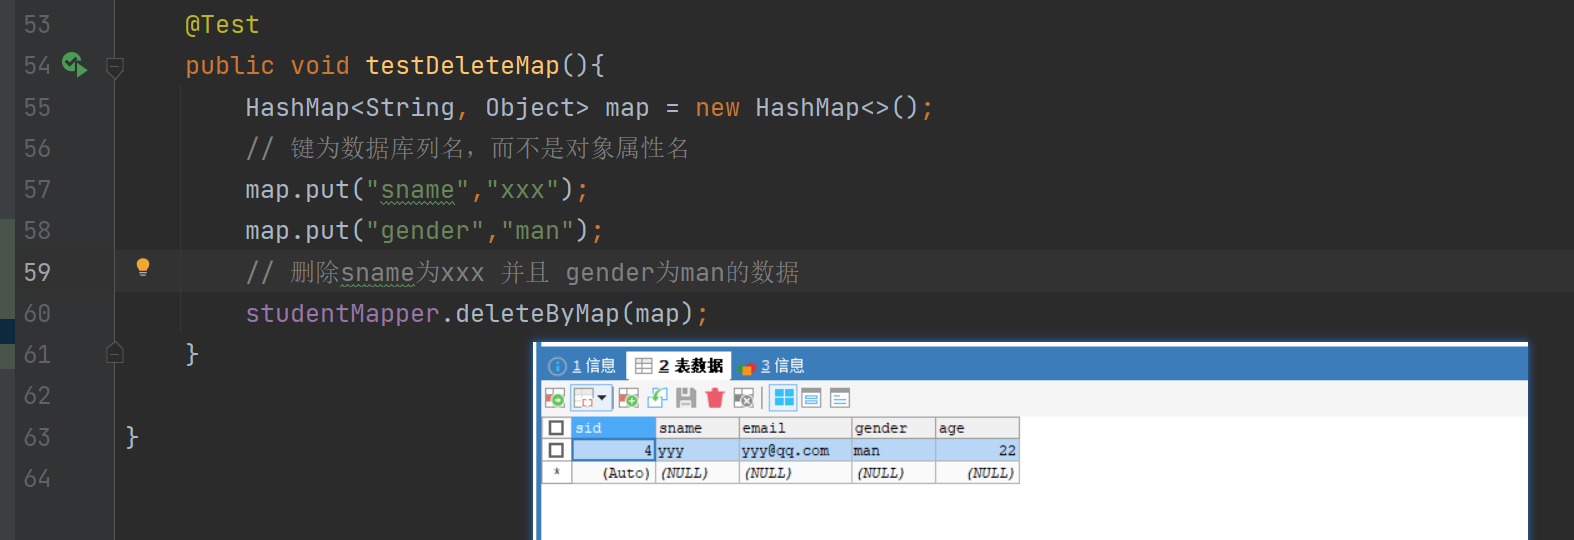 53 @Test
54 public void testDeleteMap(){
55 HashMap<String, Object> map = new HashMap<>();
56 // 键为数据库列名，而不是对象属性名
57 map.put("sname","xxx");
58 map.put("gender","man");
59 // 删除sname为xxx 并且 gender为man的数据
60 studentMapper.deleteByMap(map);
61 }
62
63 }
64
1 信息 2 表数据 3 信息
sid sname email gender age
4 yyy yyy@qq.com man 22
* (Auto) (NULL) (NULL) (NULL) (NULL)